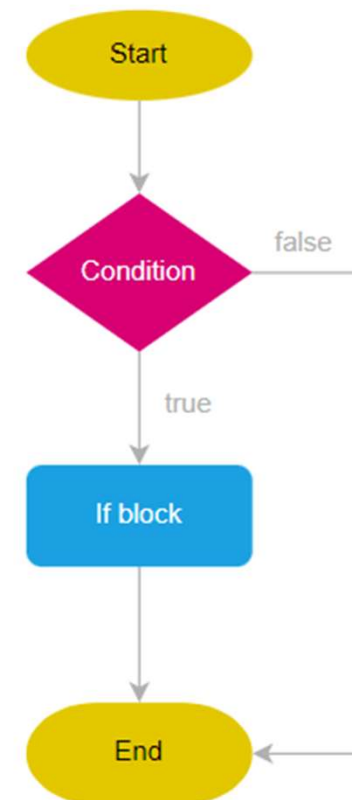 Start
Condition
false
true
If block
End